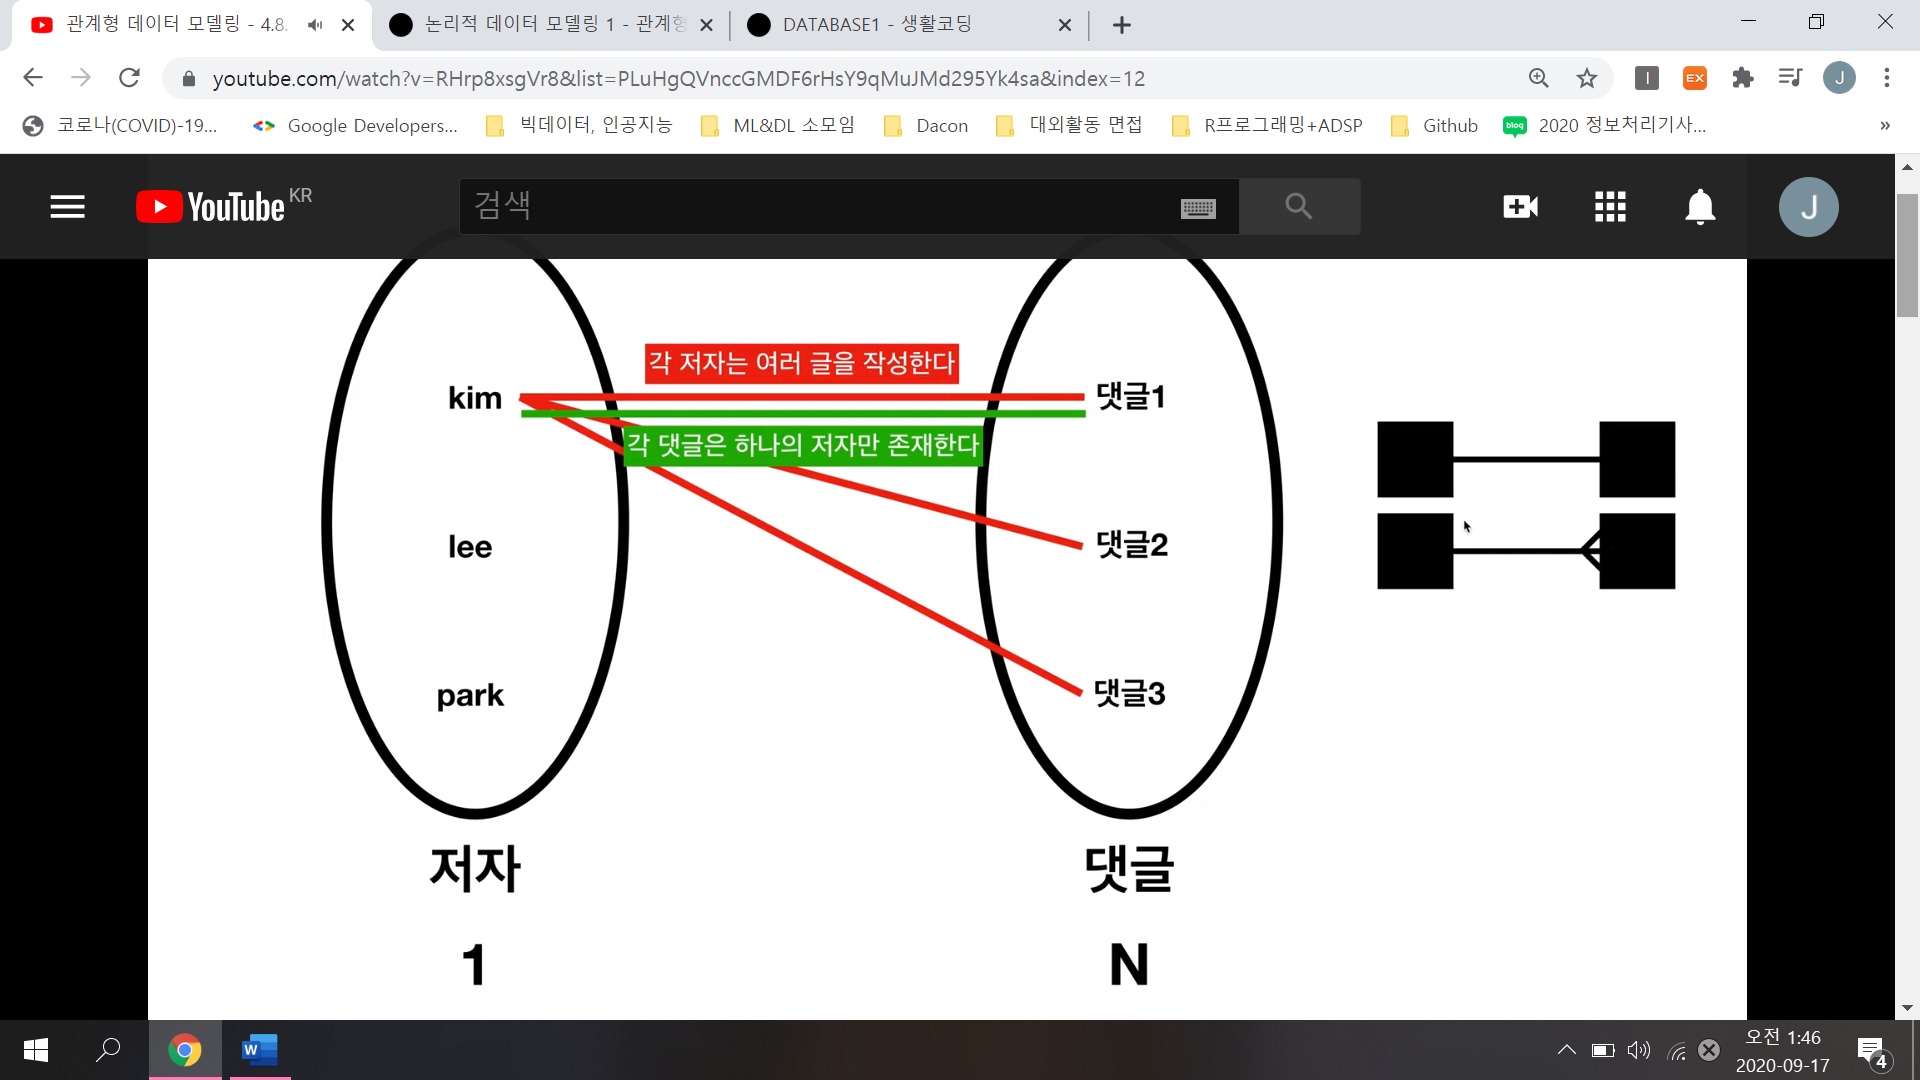 관계형 데이터 모델링 - 4.8.
논리적 데이터 모델링 1 - 관계형
DATABASE1 - 생활코딩
youtube.com/watch?v=RHrp8xsgVr8&list=PLuHgQVnccGMDF6rHsY9qMuJMd295Yk4sa&index=12
I
EX
J
코로나(COVID)-19...
Google Developers...
빅데이터, 인공지능
ML&DL 소모임
Dacon
대외활동 면접
R프로그래밍+ADSP
Github
blog
2020 정보처리기사...
»
YouTube KR
검색
J
각 저자는 여러 글을 작성한다
kim
댓글1
각 댓글은 하나의 저자만 존재한다
lee
댓글2
park
댓글3
저자
댓글
1
N
W
오전 1:46
2020-09-17
4